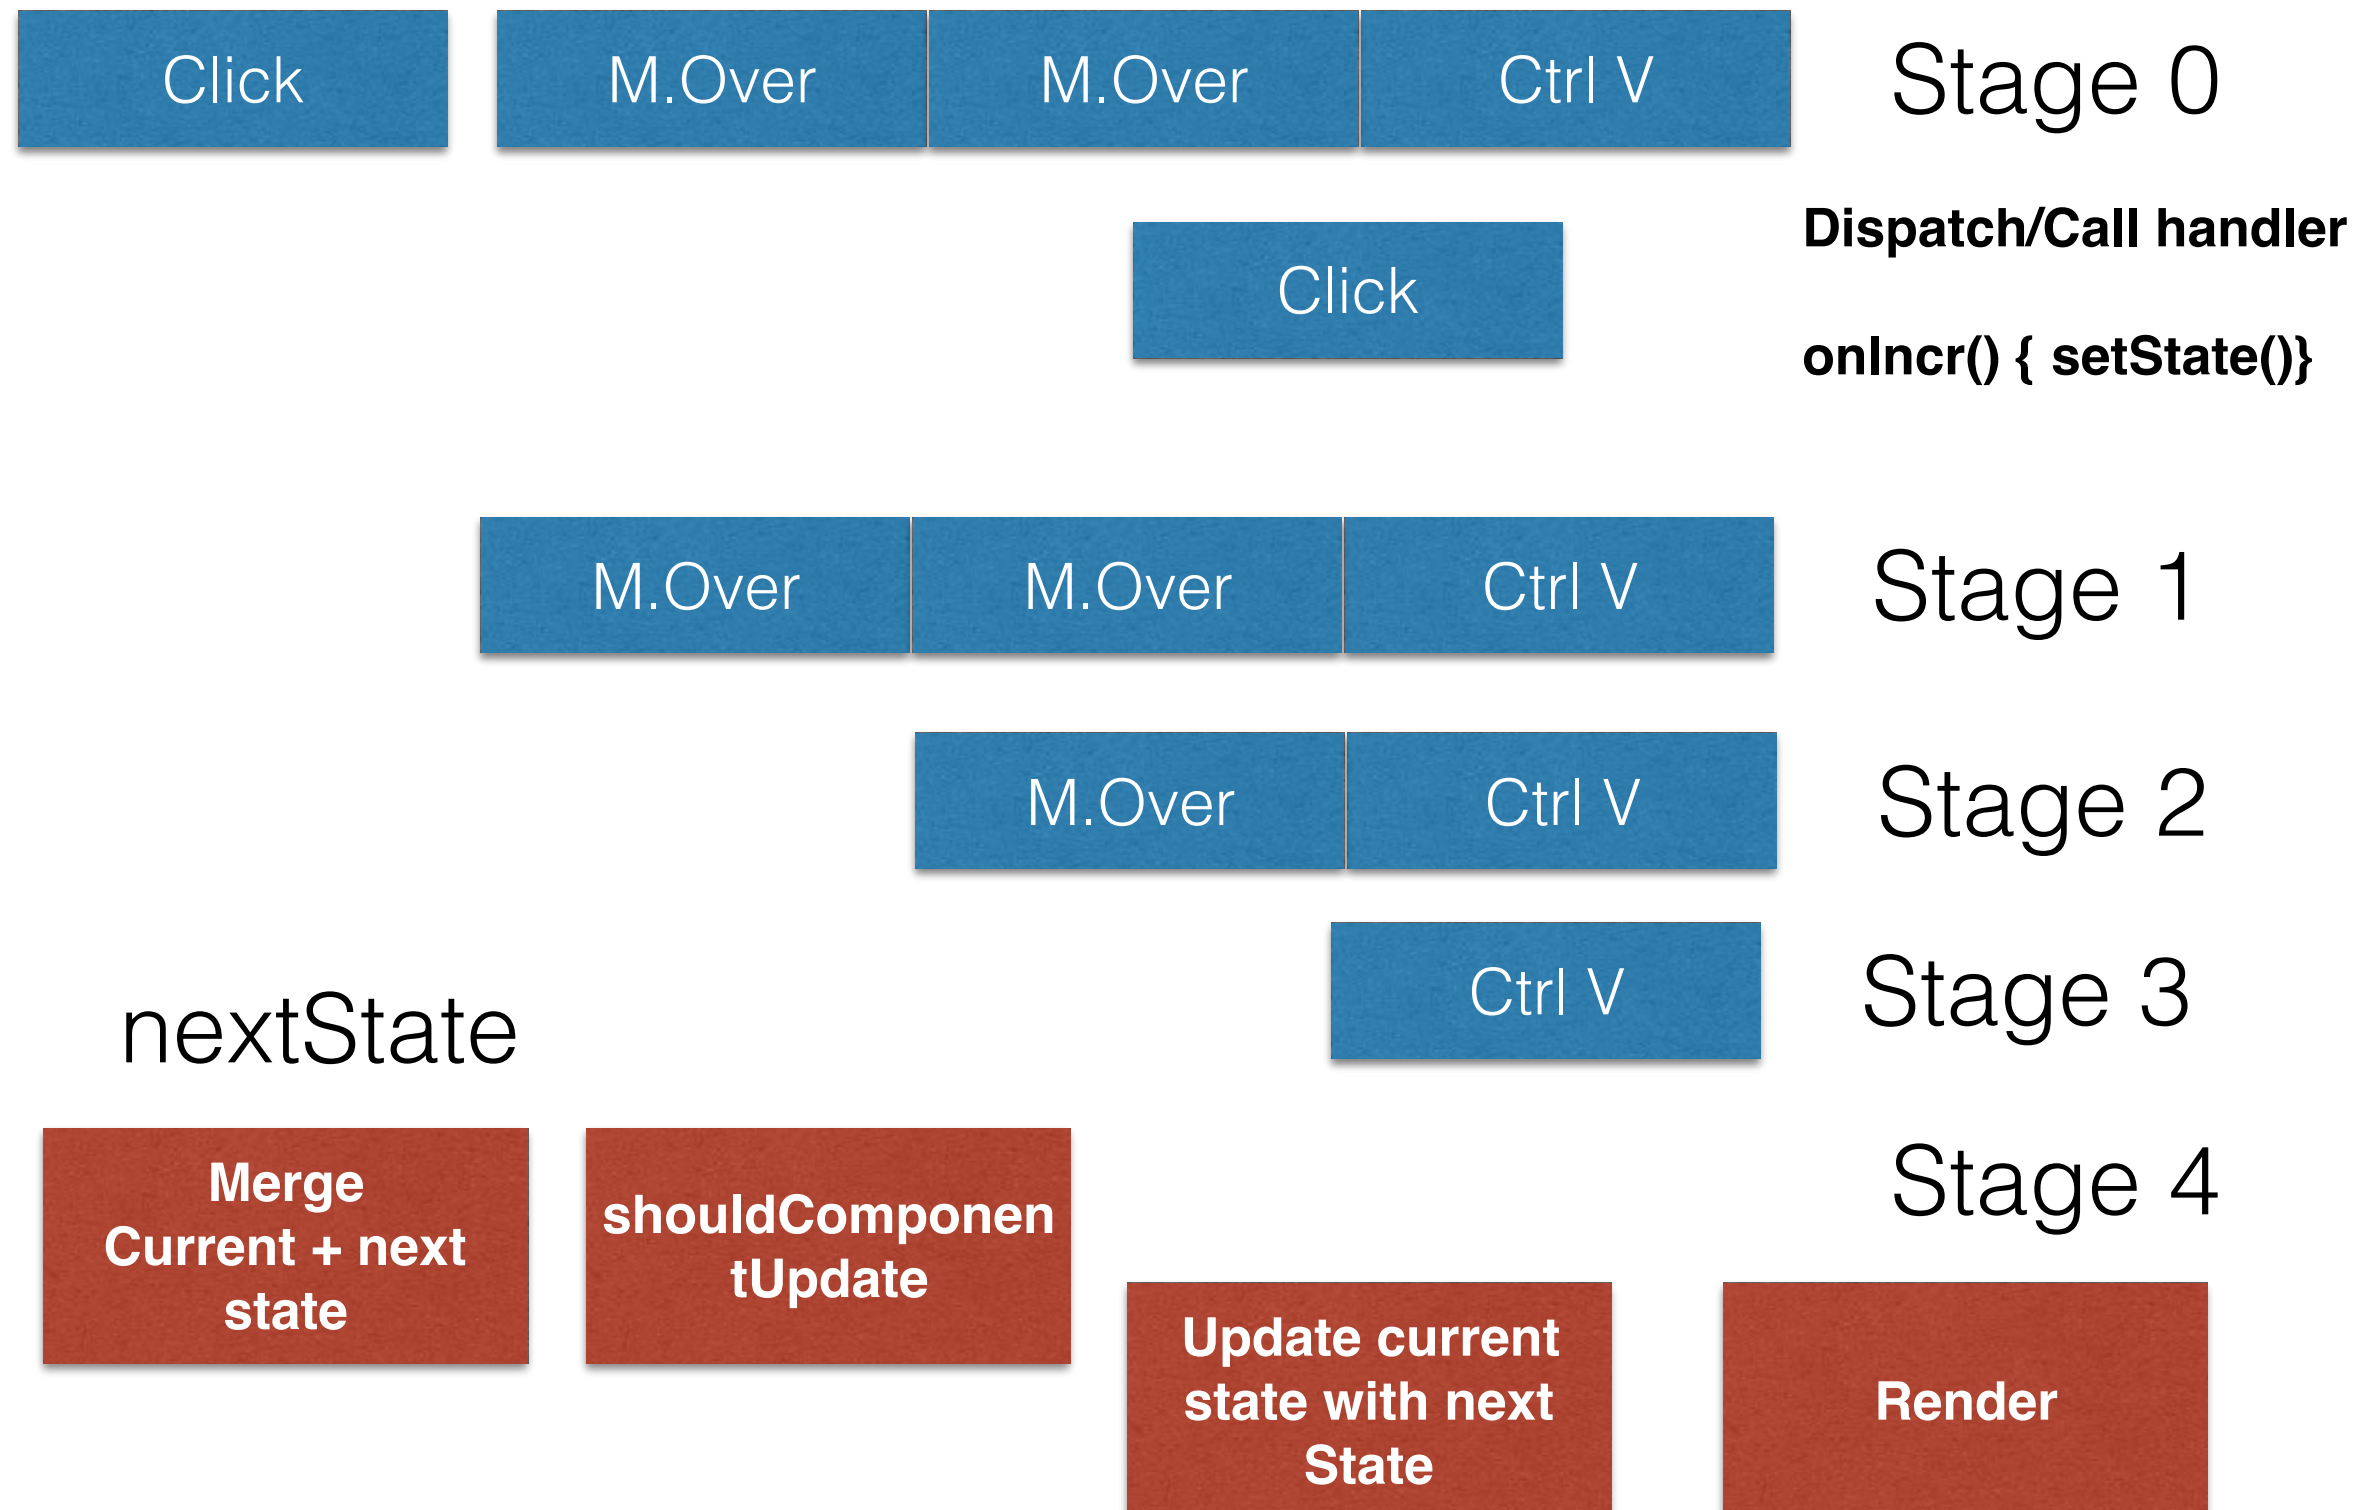 Click
M.Over
M.Over
Ctrl V
Stage 0
Dispatch/Call handler
Click
onIncr() { setState()}
M.Over
M.Over
Ctrl V
Stage 1
M.Over
Ctrl V
Stage 2
Ctrl V
Stage 3
nextState
Stage 4
Merge
Current + next
state
shouldComponen
tUpdate
Update current
state with next
State
Render